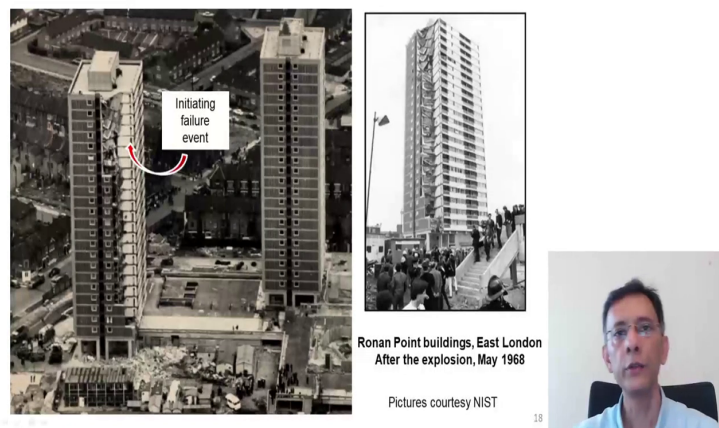 Initiating
failure
event
Ronan Point buildings, East London
After the explosion, May 1968
Pictures courtesy NIST
18